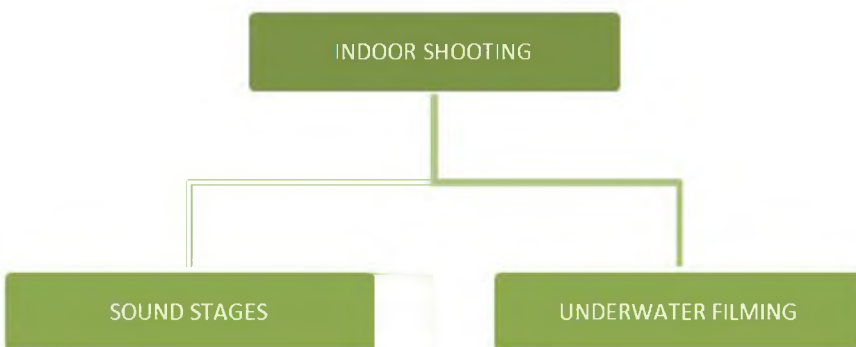 INDOOR SHOOTING
SOUND STAGES
UNDERWATER FILMING